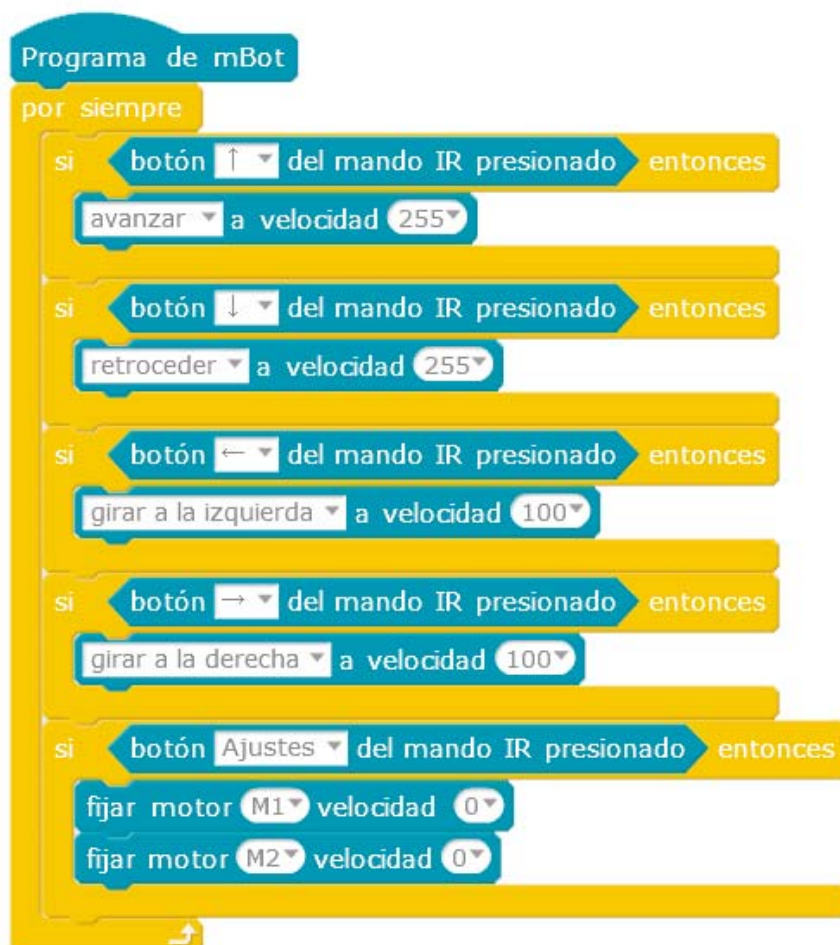 Programa de mBot
por siempre
si botón ↑ del mando IR presionado entonces
avanzar a velocidad 255
si botón ↓ del mando IR presionado entonces
retroceder a velocidad 255
si botón ← del mando IR presionado entonces
girar a la izquierda a velocidad 100
si botón → del mando IR presionado entonces
girar a la derecha a velocidad 100
si botón Ajustes del mando IR presionado entonces
fijar motor M1 velocidad 0
fijar motor M2 velocidad 0